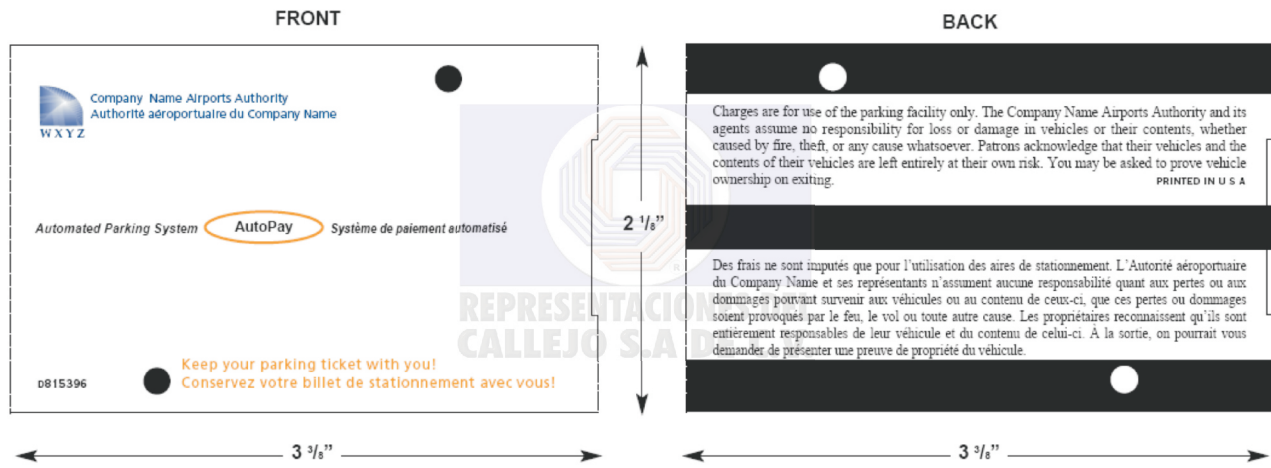 FRONT
Company Name Airports Authority
Authorité aéroportuaire du Company Name
WXYZ
Automated Parking System AutoPay Système de paiement automatisé
Keep your parking ticket with you!
Conservez votre billet de stationnement avec vous!
D815396
3 3/8”
2 1/8”
BACK
Charges are for use of the parking facility only. The Company Name Airports Authority and its
agents assume no responsibility for loss or damage in vehicles or their contents, whether
caused by fire, theft, or any cause whatsoever. Patrons acknowledge that their vehicles and the
contents of their vehicles are left entirely at their own risk. You may be asked to prove vehicle
ownership on exiting. PRINTED IN U S A
Des frais ne sont imputés que pour l’utilisation des aires de stationnement. L’Autorité aéroportuaire
du Company Name et ses représentants n’assument aucune responsabilité quant aux pertes ou aux
dommages pouvant survenir aux véhicules ou au contenu de ceux-ci, que ces pertes ou dommages
soient provoqués par le feu, le vol ou toute autre cause. Les propriétaires reconnaissent qu’ils sont
entièrement responsables de leur véhicule et du contenu de celui-ci. À la sortie, on pourrait vous
demander de présenter une preuve de propriété du véhicule.
3 3/8”
REPRESENTACIONES
CALLEJO S.A DE C.V